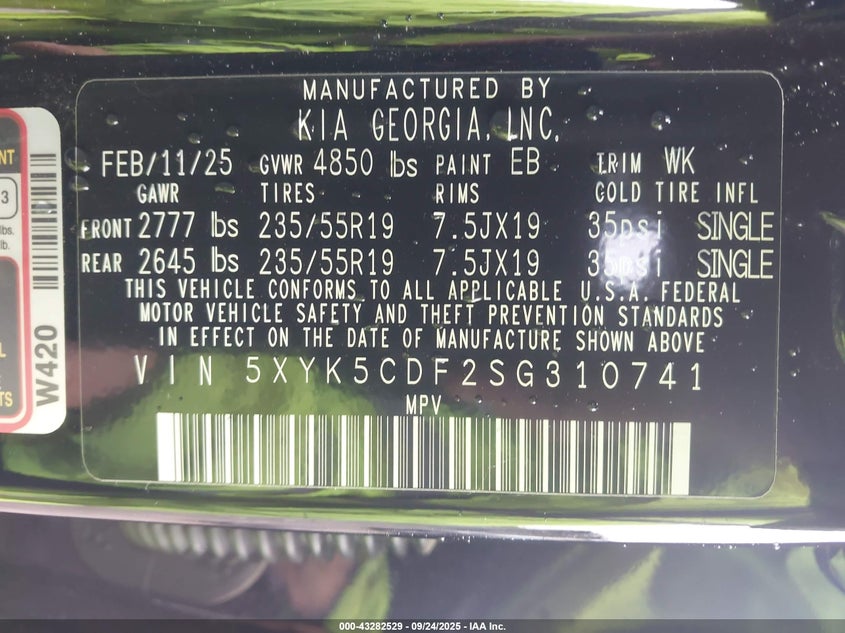 MANUFACTURED BY
KIA GEORGIA, INC.
FEB/11/25 GVWR 4850 lbs PAINT EB TRIM WK
GAWR TIRES RIMS COLD TIRE INFL
FRONT 2777 lbs 235/55R19 7.5JX19 35psi SINGLE
REAR 2645 lbs 235/55R19 7.5JX19 35psi SINGLE
THIS VEHICLE CONFORMS TO ALL APPLICABLE U.S.A. FEDERAL
MOTOR VEHICLE SAFETY AND THEFT PREVENTION STANDARDS
IN EFFECT ON THE DATE OF MANUFACTURE SHOWN ABOVE
VIN 5XYK5CDF2SG310741
MPV
W420
3
lbs.
lb.
000-43282529 - 09/24/2025 - IAA Inc.